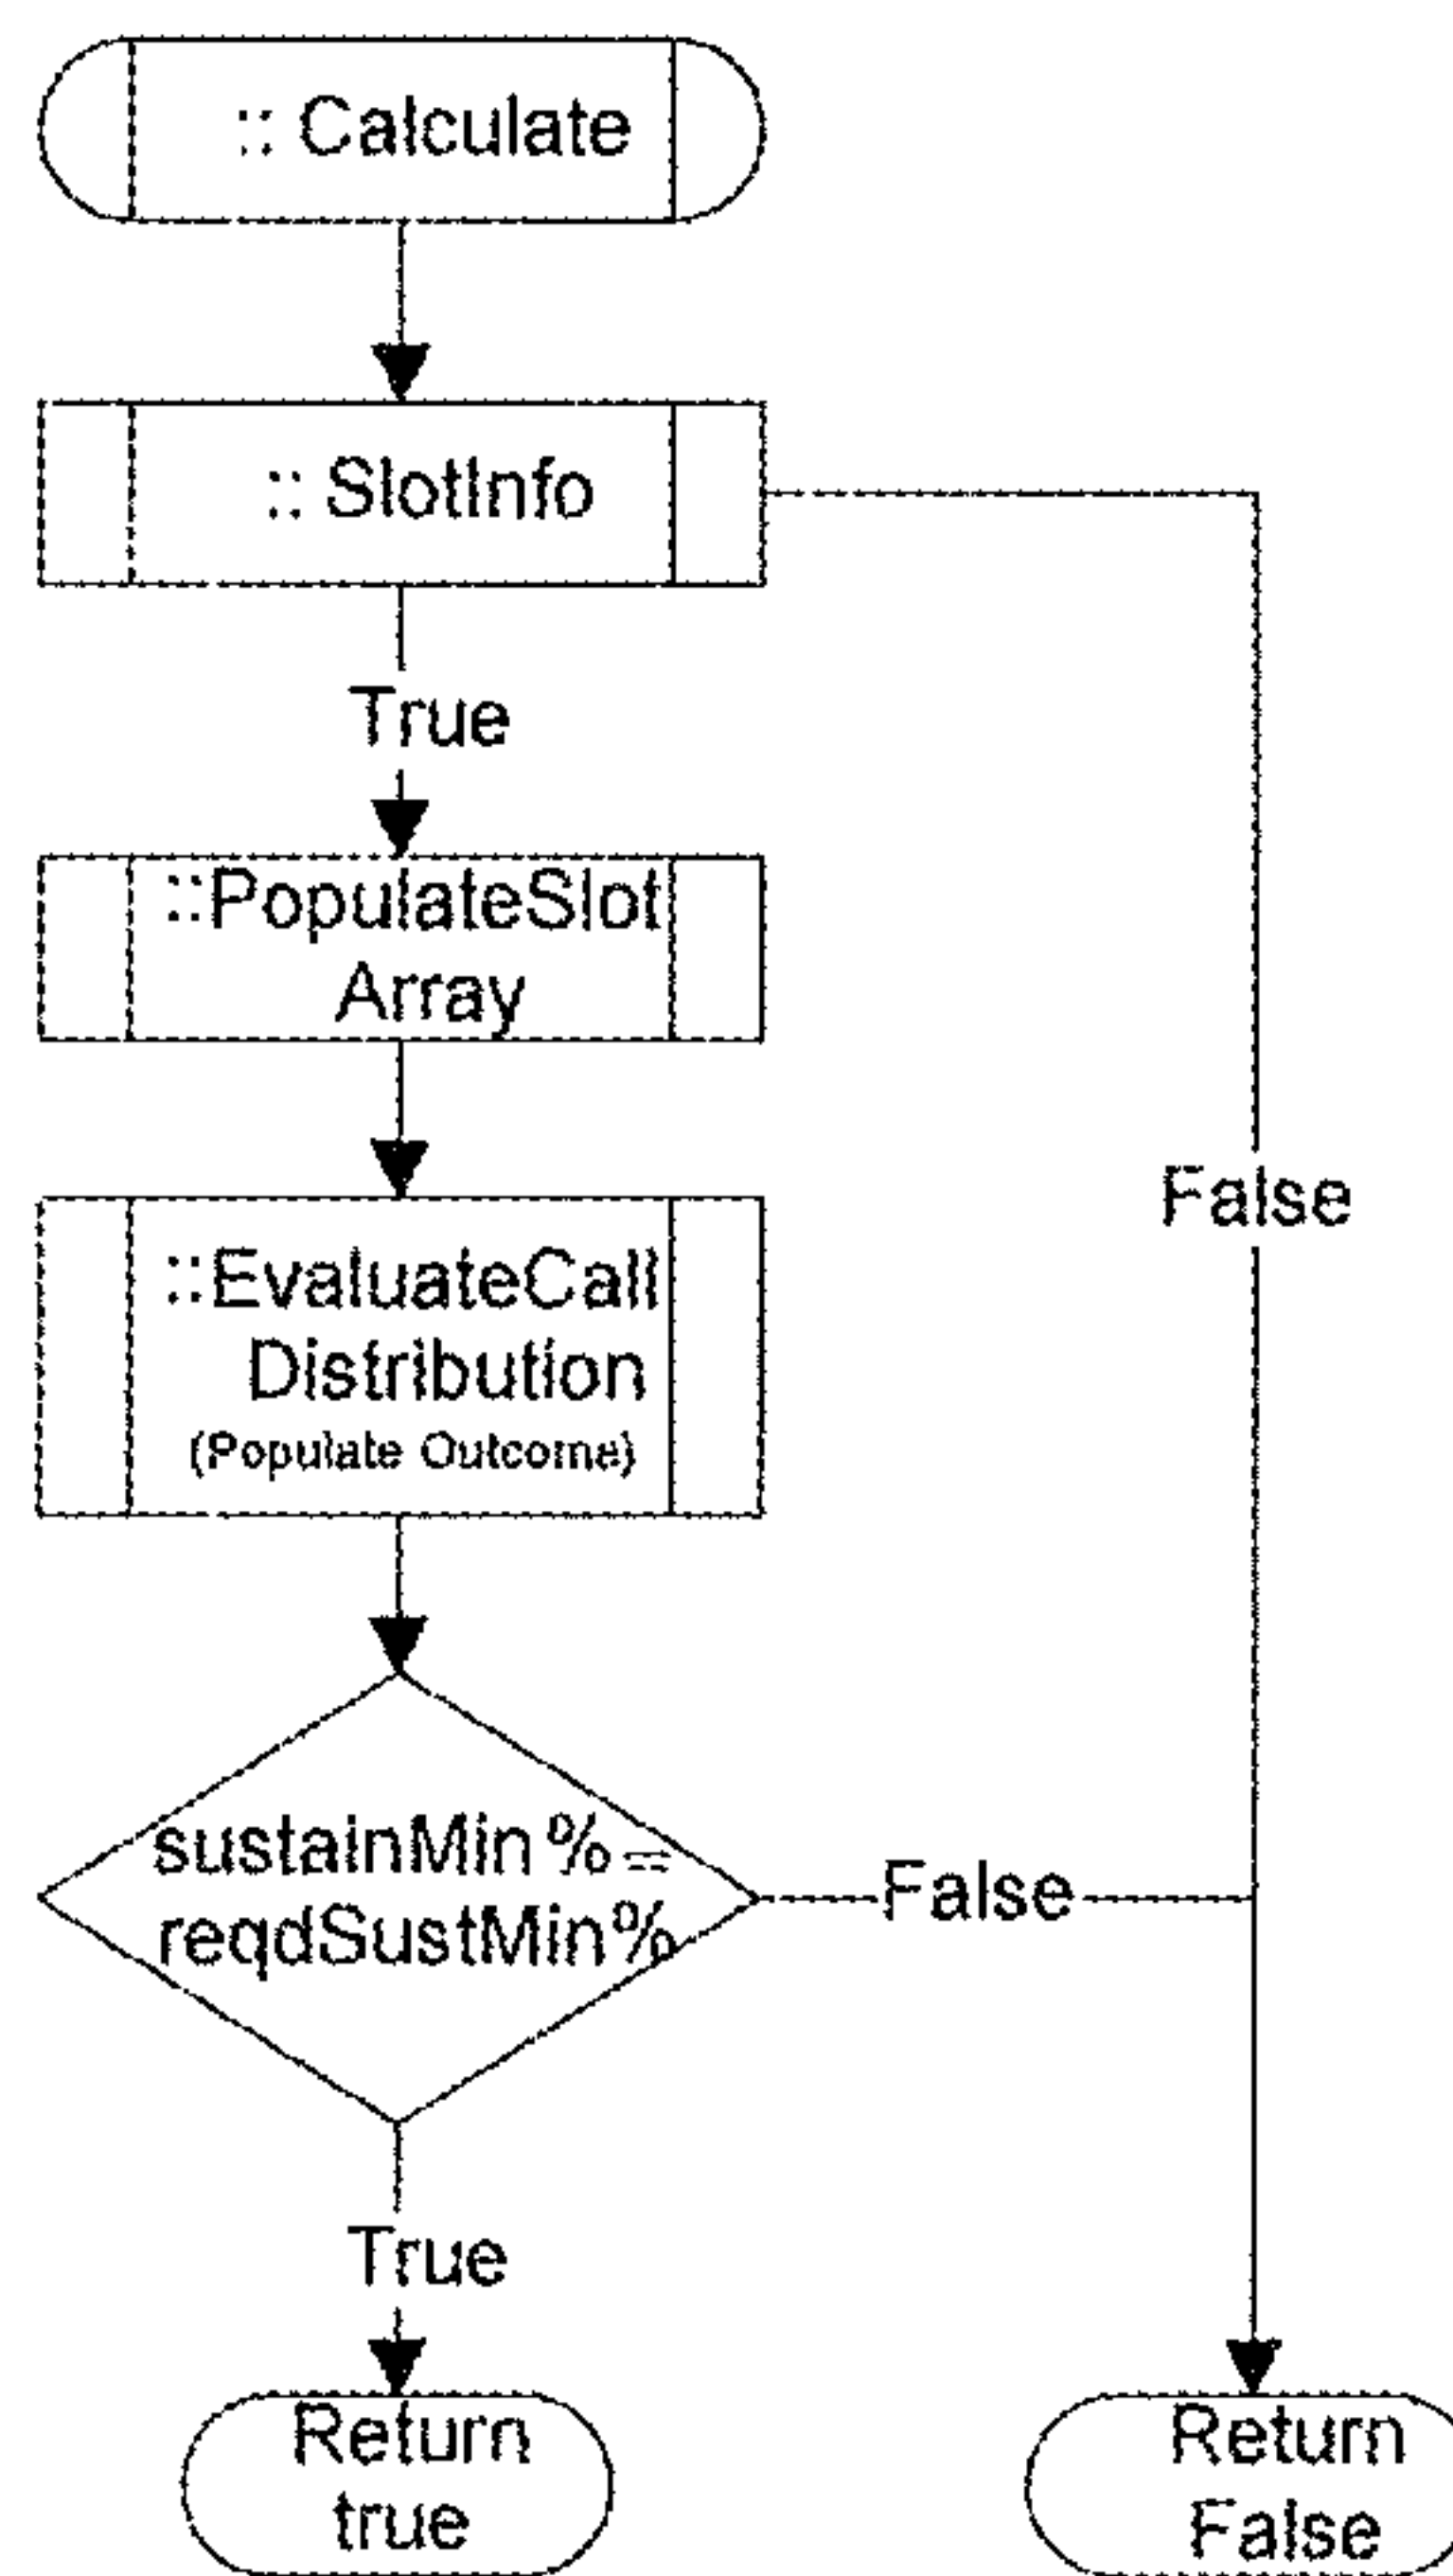 :: Calculate
:: SlotInfo
True
::PopulateSlot
Array
False
::EvaluateCall
Distribution
(Populate Outcome)
sustainMin%=
reqdSustMin%
False
True
Return
true
Return
False